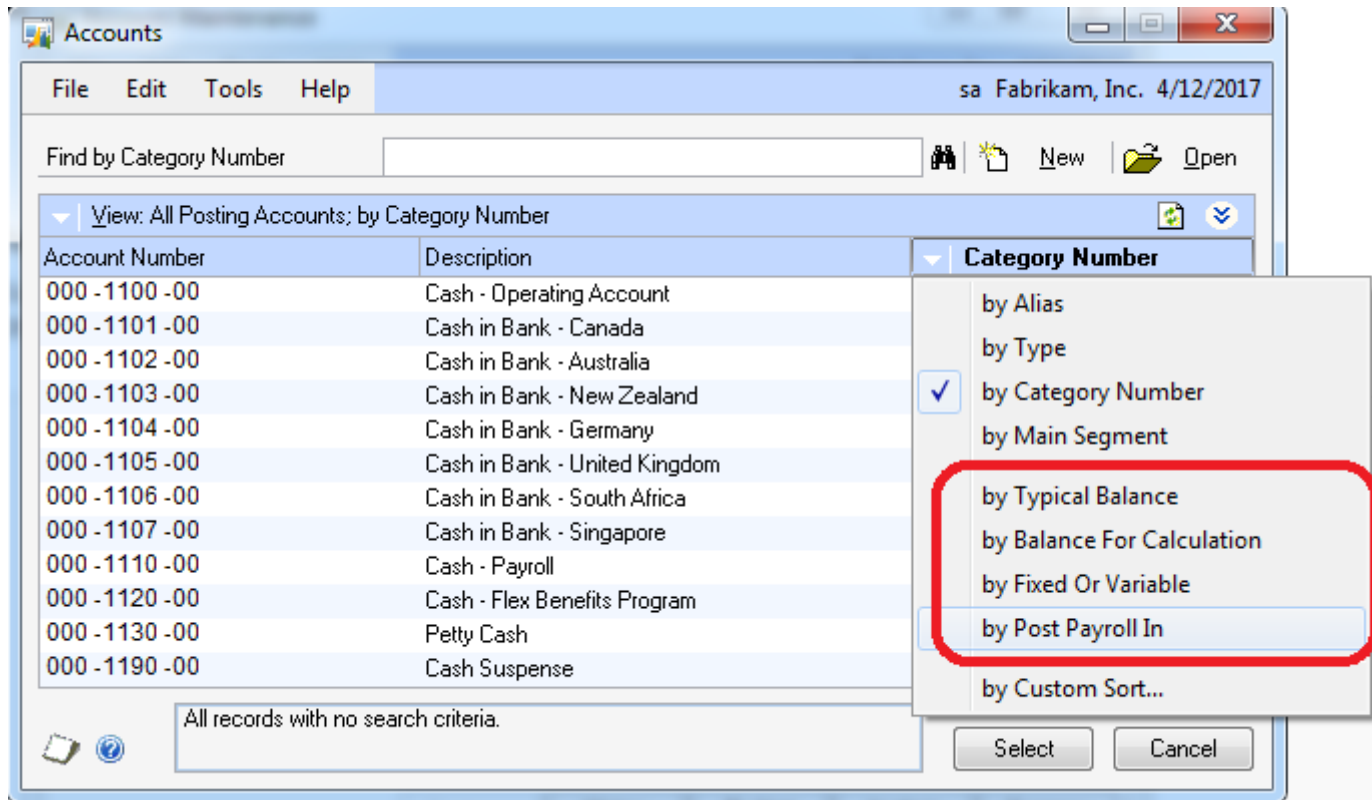 Accounts
File Edit Tools Help sa Fabrikam, Inc. 4/12/2017
Find by Category Number New Open
View: All Posting Accounts; by Category Number
Account Number Description Category Number
000 -1100 -00 Cash - Operating Account
000 -1101 -00 Cash in Bank - Canada
000 -1102 -00 Cash in Bank - Australia
000 -1103 -00 Cash in Bank - New Zealand
000 -1104 -00 Cash in Bank - Germany
000 -1105 -00 Cash in Bank - United Kingdom
000 -1106 -00 Cash in Bank - South Africa
000 -1107 -00 Cash in Bank - Singapore
000 -1110 -00 Cash - Payroll
000 -1120 -00 Cash - Flex Benefits Program
000 -1130 -00 Petty Cash
000 -1190 -00 Cash Suspense
by Alias
by Type
by Category Number
by Main Segment
by Typical Balance
by Balance For Calculation
by Fixed Or Variable
by Post Payroll In
by Custom Sort...
All records with no search criteria.
Select Cancel